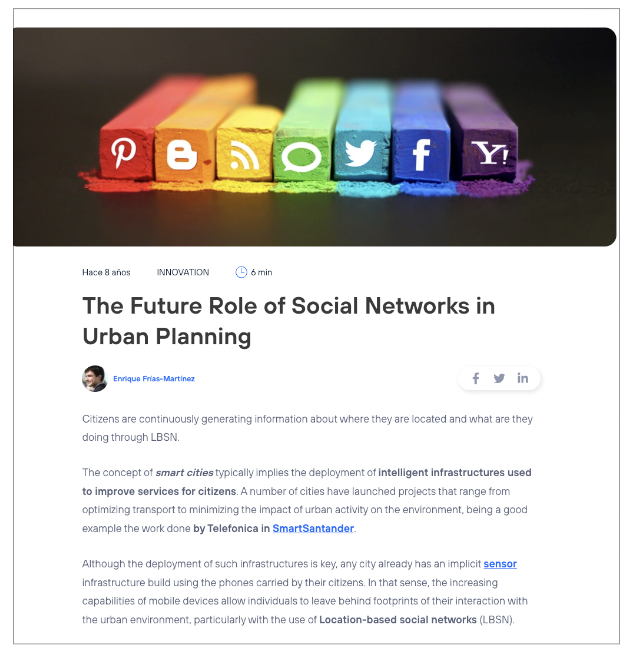 Y!
Hace 8 años INNOVATION 6 min
The Future Role of Social Networks in
Urban Planning
Enrique Frías-Martínez
Citizens are continuously generating information about where they are located and what are they
doing through LBSN.
The concept of smart cities typically implies the deployment of intelligent infrastructures used
to improve services for citizens. A number of cities have launched projects that range from
optimizing transport to minimizing the impact of urban activity on the environment, being a good
example the work done by Telefonica in SmartSantander.
Although the deployment of such infrastructures is key, any city already has an implicit sensor
infrastructure build using the phones carried by their citizens. In that sense, the increasing
capabilities of mobile devices allow individuals to leave behind footprints of their interaction with
the urban environment, particularly with the use of Location-based social networks (LBSN).